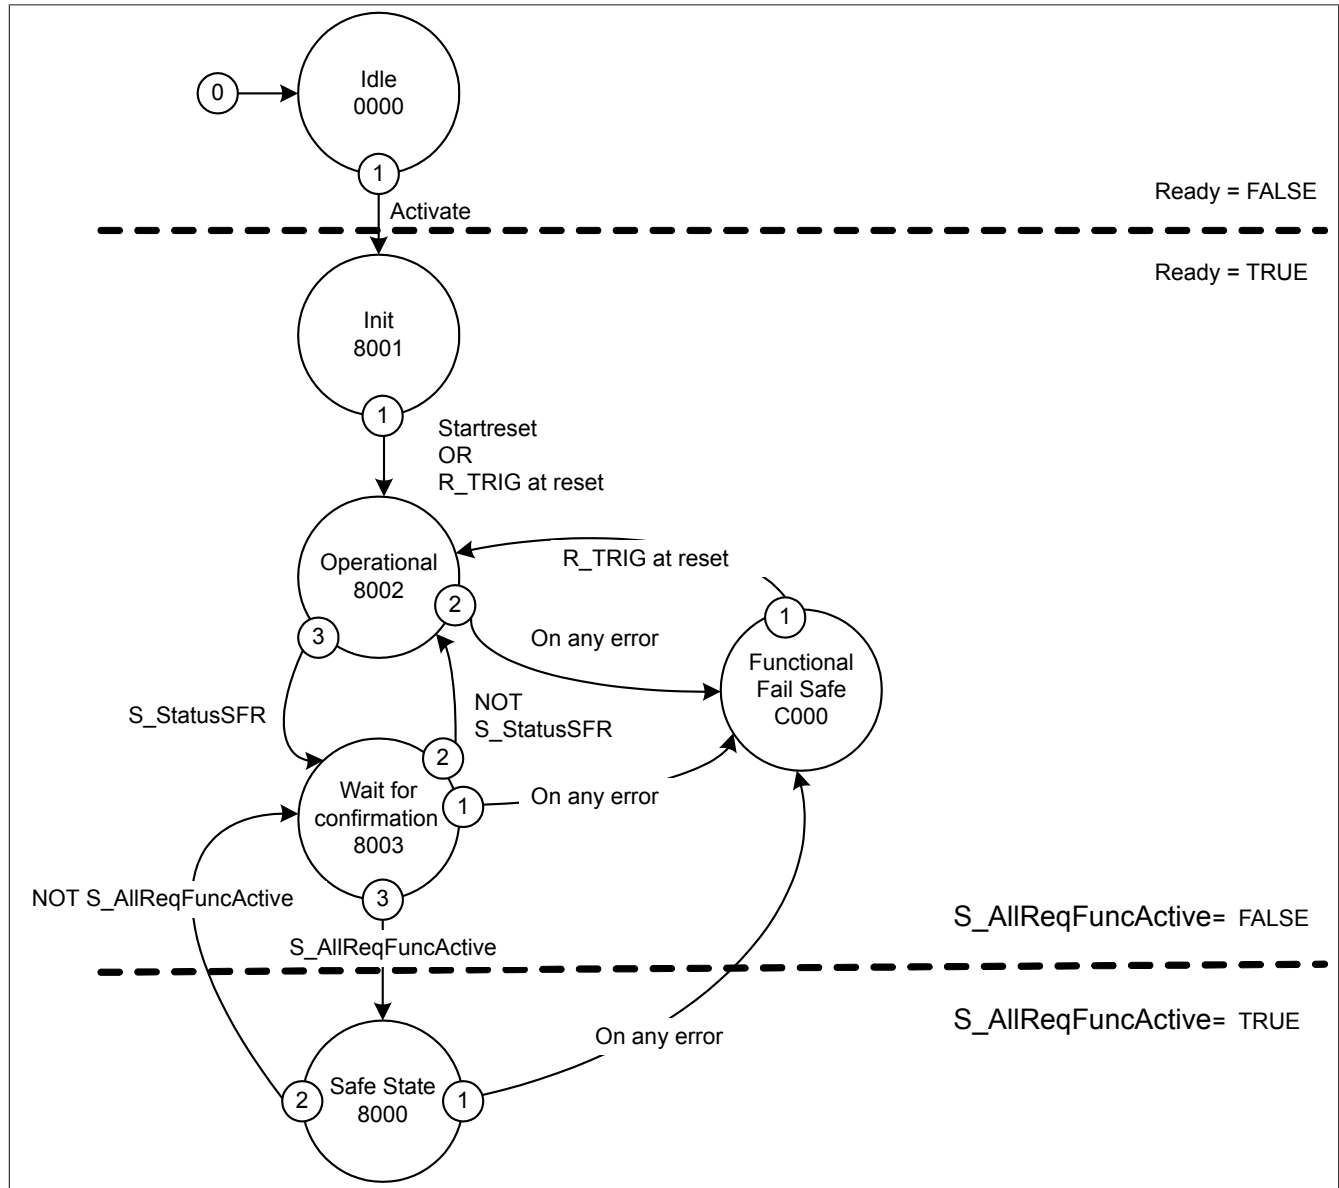 Idle
0000
0
1
Activate
Ready = FALSE
Ready = TRUE
Init
8001
1
Startreset
OR
R_TRIG at reset
Operational
8002
2
3
R_TRIG at reset
1
On any error
Functional
Fail Safe
C000
S_StatusSFR
NOT
S_StatusSFR
2
Wait for
confirmation
8003
1
On any error
3
NOT S_AllReqFuncActive
S_AllReqFuncActive
S_AllReqFuncActive= FALSE
S_AllReqFuncActive= TRUE
On any error
Safe State
8000
2
1